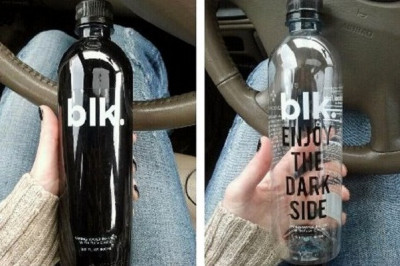 blk.
blk.
ENJOY
THE
DARK
SIDE